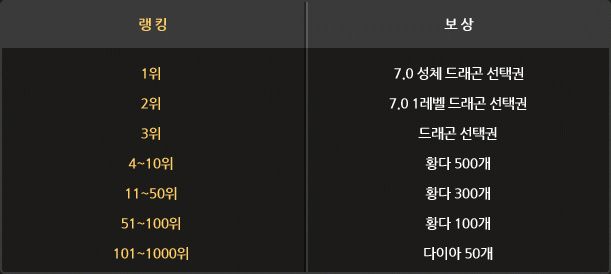 랭킹 보상
1위 7.0 성체 드래곤 선택권
2위 7.0 1레벨 드래곤 선택권
3위 드래곤 선택권
4~10위 황다 500개
11~50위 황다 300개
51~100위 황다 100개
101~1000위 다이아 50개